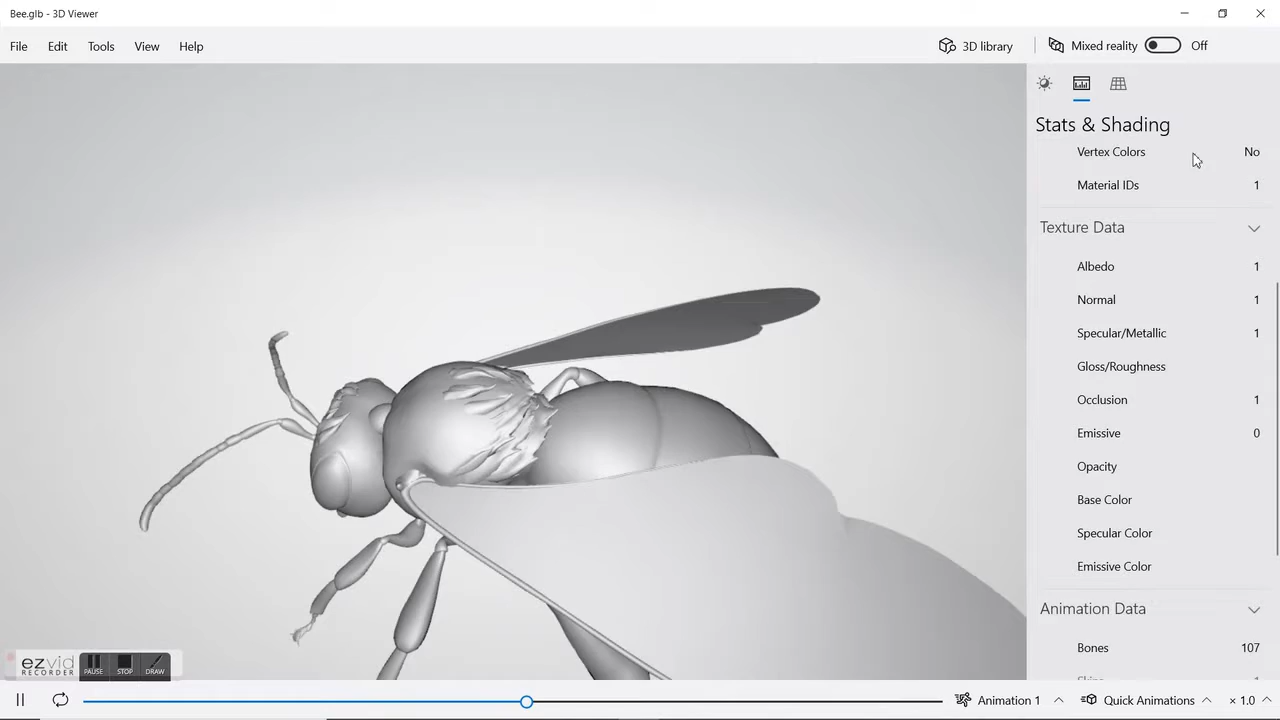 Bee.glb - 3D Viewer
File Edit Tools View Help
3D library
Mixed reality Off
Stats & Shading
Vertex Colors No
Material IDs 1
Texture Data
Albedo 1
Normal 1
Specular/Metallic 1
Gloss/Roughness
Occlusion 1
Emissive 0
Opacity
Base Color
Specular Color
Emissive Color
Animation Data
Bones 107
ezvid
RECORDER
PAUSE STOP DRAW
Animation 1
Quick Animations
× 1.0